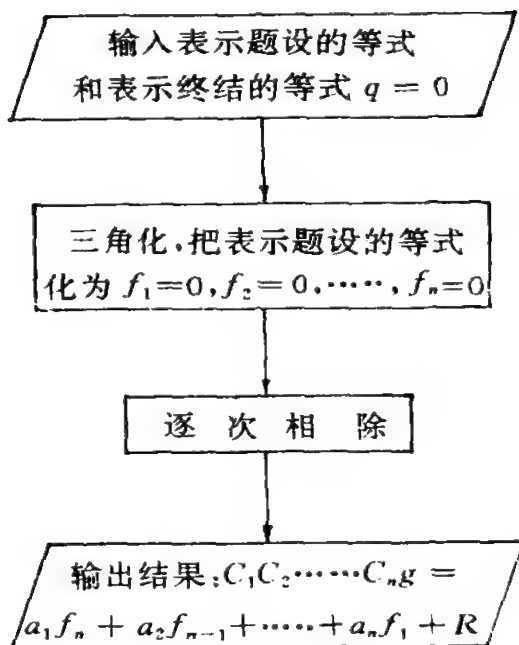 输入表示题设的等式
和表示终结的等式 q = 0
三角化,把表示题设的等式
化为 f₁=0,f₂=0,……,fₙ=0
逐次相除
输出结果:C₁C₂……Cₙg =
a₁fₙ + a₂fₙ₋₁+……+aₙf₁ + R